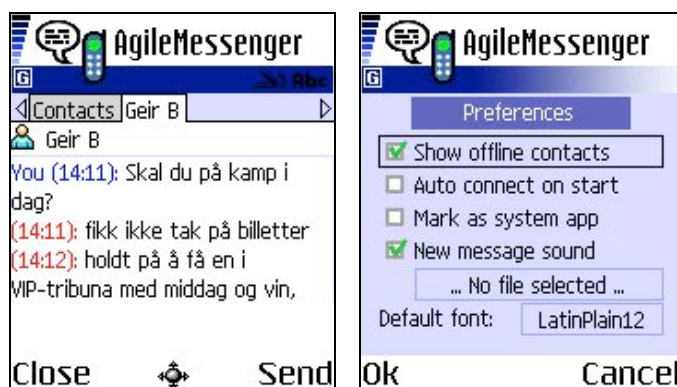 AgileMessenger
G
Abc
Contacts Geir B
Geir B
You (14:11): Skal du på kamp i
dag?
(14:11): fikk ikke tak på billetter
(14:12): holdt på å få en i
VIP-tribuna med middag og vin,
Close Send
AgileMessenger
G
Preferences
Show offline contacts
Auto connect on start
Mark as system app
New message sound
... No file selected ...
Default font: LatinPlain12
Ok Cancel